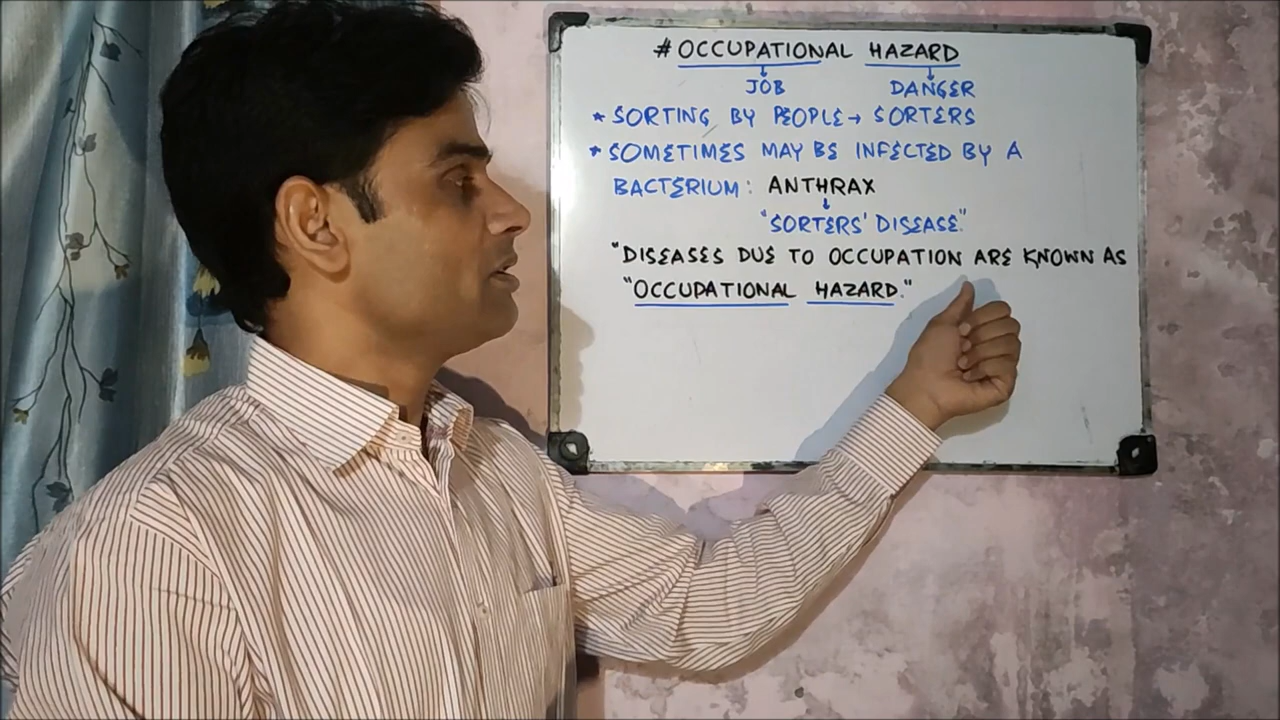 # OCCUPATIONAL HAZARD
JOB DANGER
* SORTING BY PEOPLE → SORTERS
* SOMETIMES MAY BE INFECTED BY A
BACTERIUM: ANTHRAX
↓
"SORTERS' DISEASE."
"DISEASES DUE TO OCCUPATION ARE KNOWN AS
"OCCUPATIONAL HAZARD."